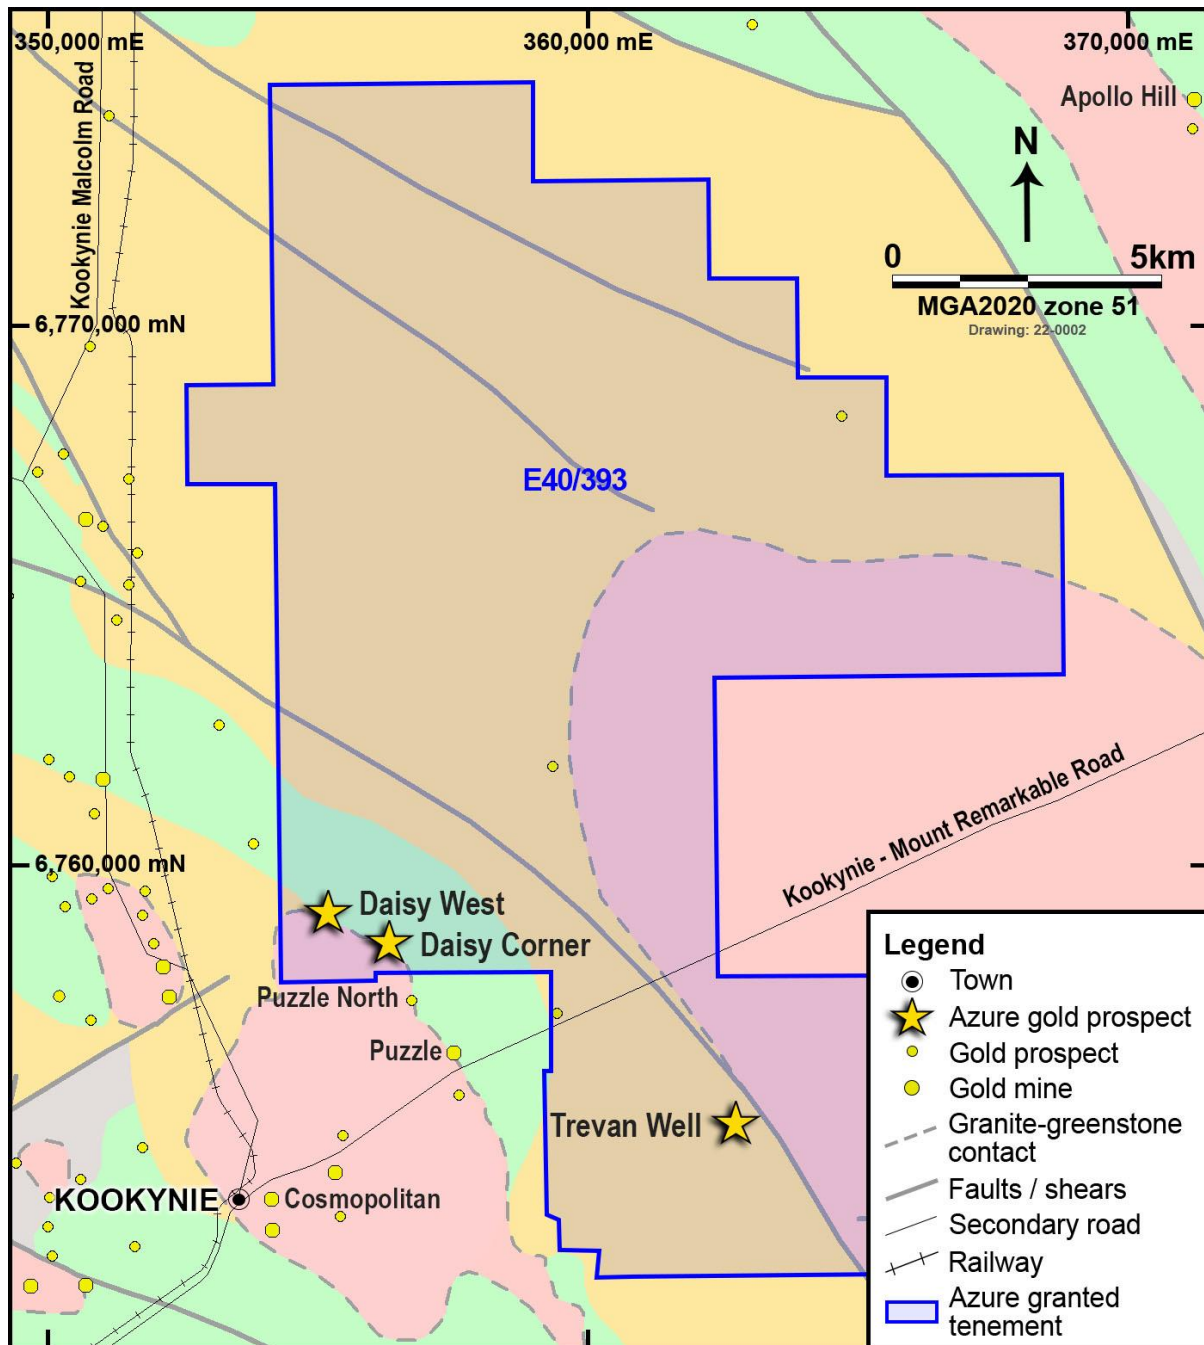 350,000 mE
360,000 mE
370,000 mE
Kookynie Malcolm Road
Apollo Hill
N
0
5km
MGA2020 zone 51
Drawing: 22-0002
6,770,000 mN
E40/393
Kookynie - Mount Remarkable Road
6,760,000 mN
Daisy West
Daisy Corner
Puzzle North
Puzzle
Trevan Well
KOOKYNIE
Cosmopolitan
Legend
Town
Azure gold prospect
Gold prospect
Gold mine
Granite-greenstone
contact
Faults / shears
Secondary road
Railway
Azure granted
tenement